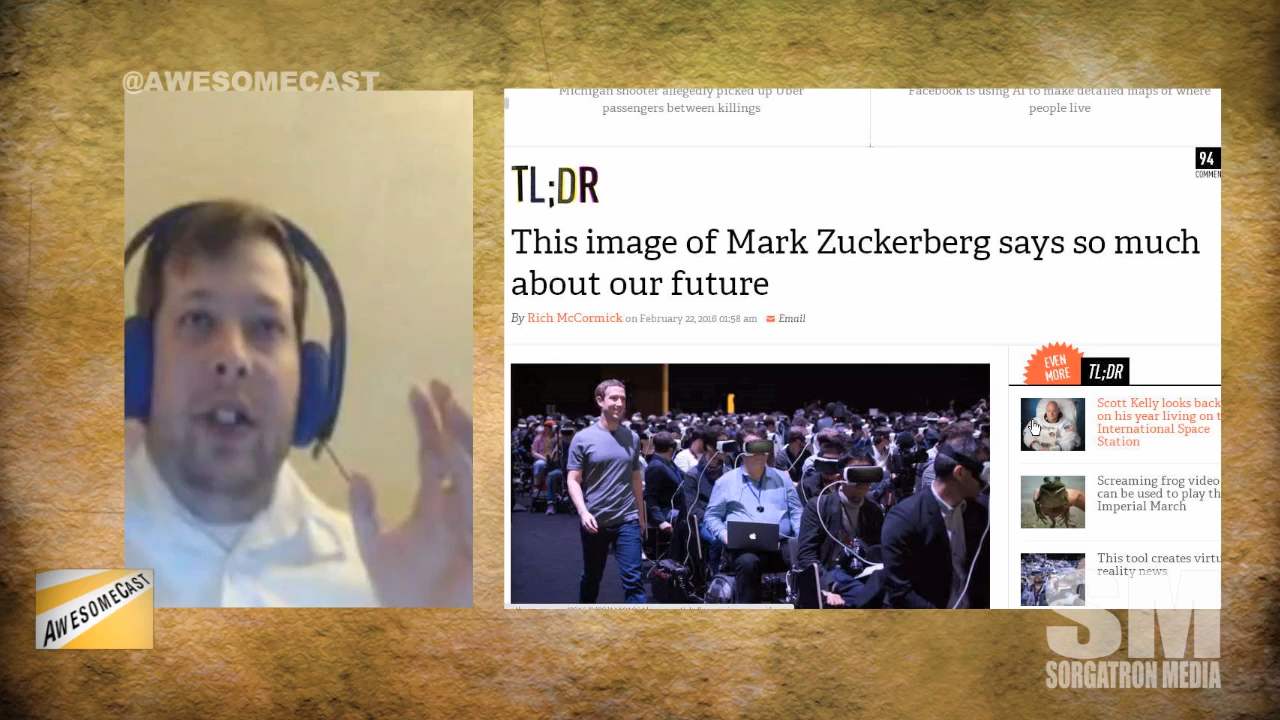 @AWESOMECAST
Michigan shooter allegedly picked up Uber
passengers between killings
Facebook is using AI to make detailed maps of where
people live
94
COMMEN
TL;DR
This image of Mark Zuckerberg says so much
about our future
By Rich McCormick on February 22, 2016 01:58 am Email
EVEN
MORE
TL;DR
Scott Kelly looks back
on his year living on t
International Space
Station
Screaming frog video
can be used to play th
Imperial March
This tool creates virtu
reality news
AWESOMECAST
SM
SORGATRON MEDIA